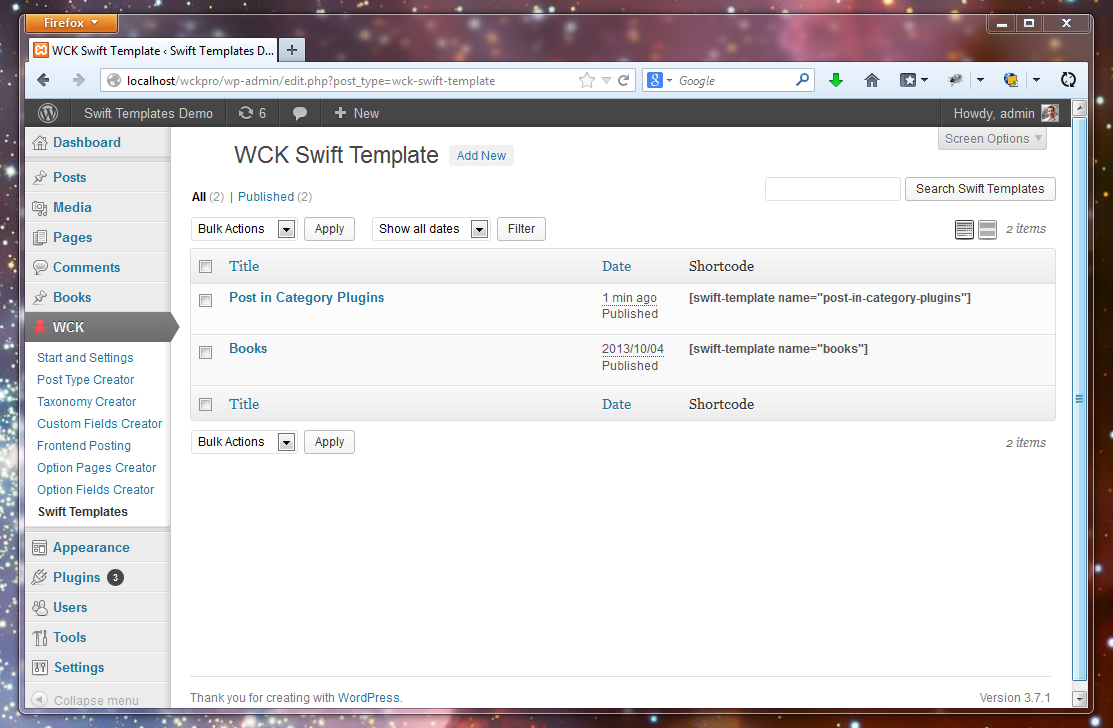 Firefox
WCK Swift Template ‹ Swift Templates D...
localhost/wckpro/wp-admin/edit.php?post_type=wck-swift-template
8 Google
Swift Templates Demo 6 New Howdy, admin
Screen Options
Dashboard
Posts
Media
Pages
Comments
Books
WCK
Start and Settings
Post Type Creator
Taxonomy Creator
Custom Fields Creator
Frontend Posting
Option Pages Creator
Option Fields Creator
Swift Templates
Appearance
Plugins 3
Users
Tools
Settings
Collapse menu
WCK Swift Template Add New
All (2) | Published (2)
Search Swift Templates
Bulk Actions Apply Show all dates Filter 2 items
Title Date Shortcode
Post in Category Plugins 1 min ago [swift-template name="post-in-category-plugins"]
Published
Books 2013/10/04 [swift-template name="books"]
Published
Title Date Shortcode
Bulk Actions Apply 2 items
Thank you for creating with WordPress. Version 3.7.1